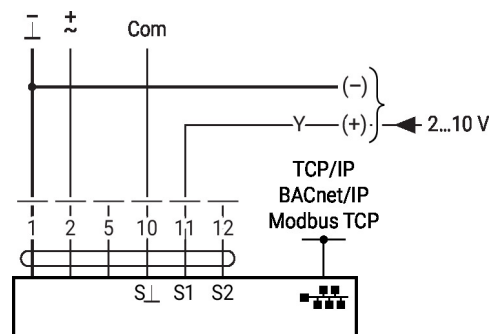 − + Com
⊥ ~
(−)
Y (+) 2...10 V
TCP/IP
BACnet/IP
Modbus TCP
1 2 5 10 11 12
S⊥ S1 S2